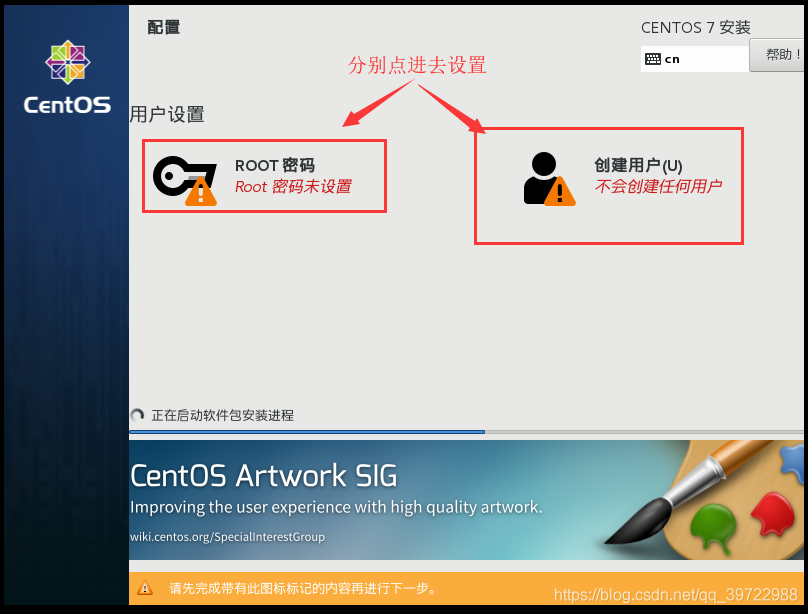 配置
CENTOS 7 安装
cn
帮助！
CentOS
分别点进去设置
用户设置
ROOT 密码
Root 密码未设置
创建用户(U)
不会创建任何用户
正在启动软件包安装进程
CentOS Artwork SIG
Improving the user experience with high quality artwork.
wiki.centos.org/SpecialInterestGroup
请先完成带有此图标标记的内容再进行下一步。
https://blog.csdn.net/qq_39722988